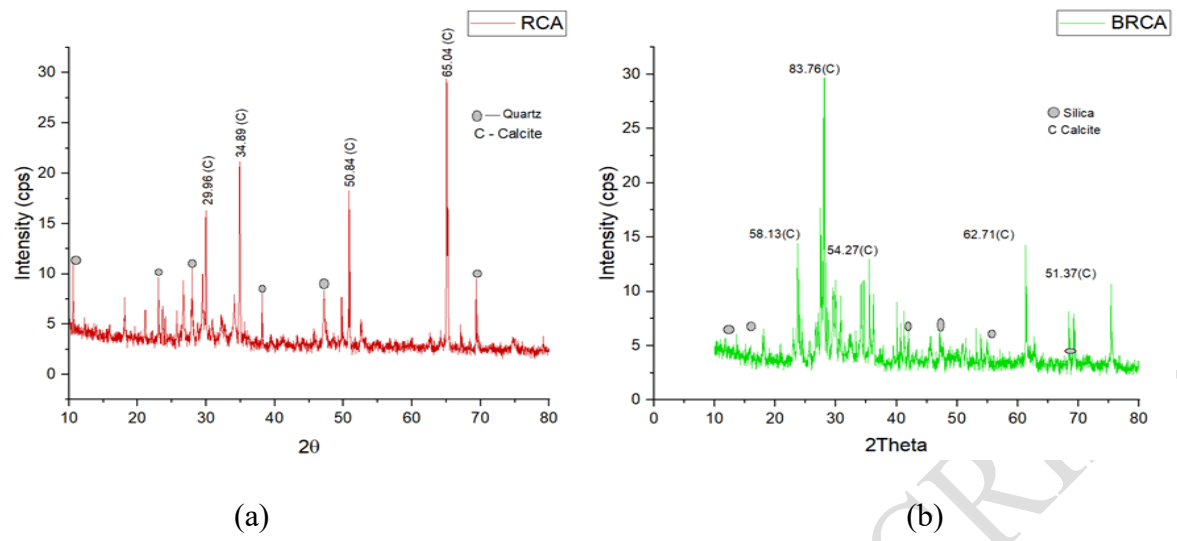 RCA
65.04 (C)
34.89 (C)
29.96 (C)
50.84 (C)
Quartz
C - Calcite
Intensity (cps)
30
25
20
15
10
5
0
10 20 30 40 50 60 70 80
2θ
(a)
BRCA
83.76(C)
Silica
C Calcite
58.13(C)
54.27(C)
62.71(C)
51.37(C)
Intensity (cps)
30
25
20
15
10
5
0
0 10 20 30 40 50 60 70 80
2Theta
(b)